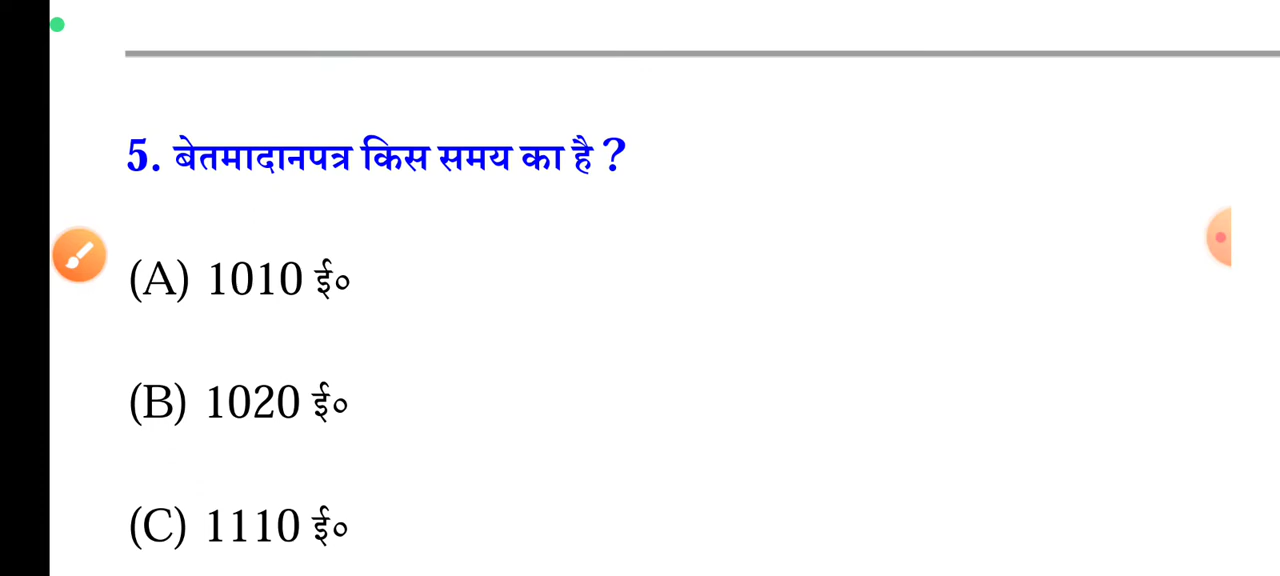 5. बेतमादानपत्र किस समय का है ?
(A) 1010 ई०
(B) 1020 ई०
(C) 1110 ई०